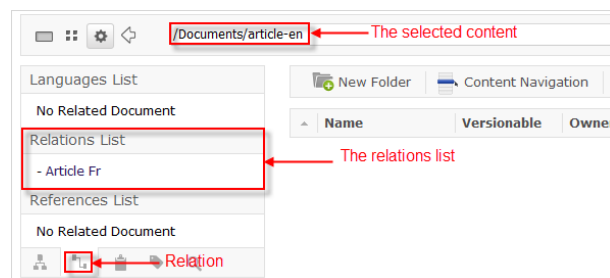 /Documents/article-en
The selected content
Languages List
New Folder
Content Navigation
No Related Document
Name
Versionable
Relations List
The relations list
- Article Fr
References List
No Related Document
Relation